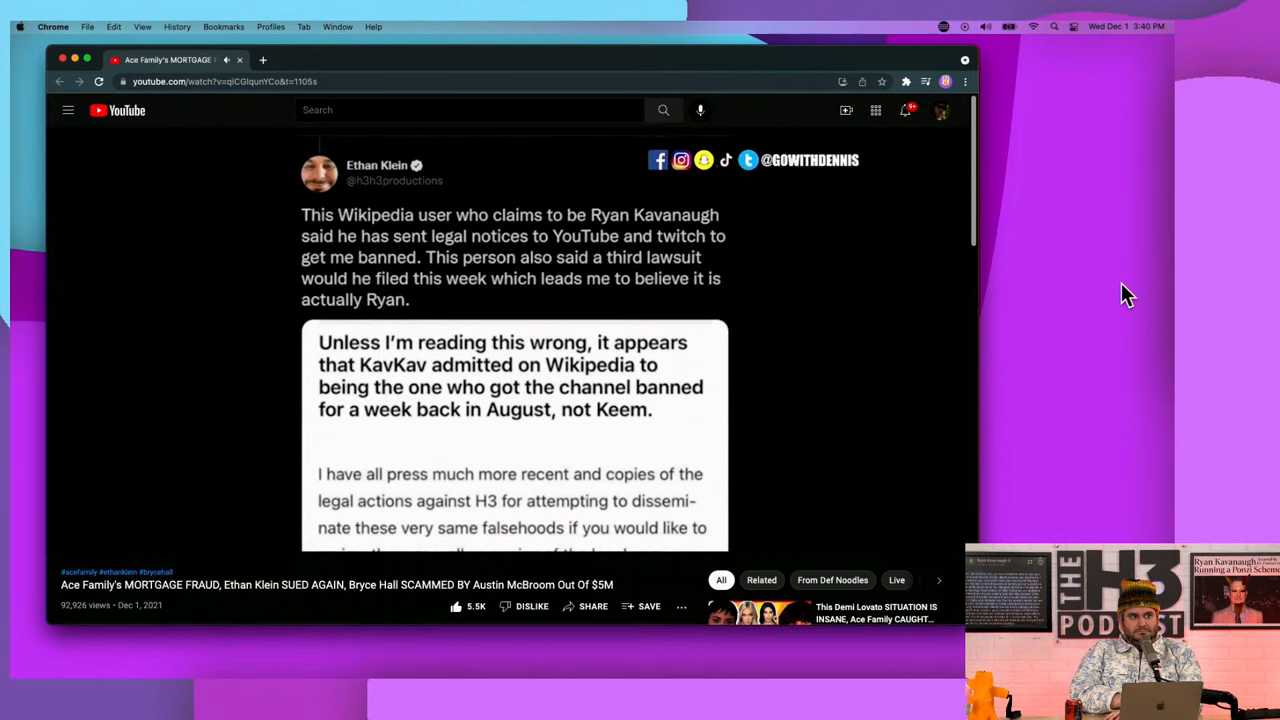 Chrome File Edit View History Bookmarks Profiles Tab Window Help Wed Dec 1 3:40 PM
Ace Family's MORTGAGE F
youtube.com/watch?v=qlCGlqunYCo&t=1105s
YouTube Search 9+
Ethan Klein
@h3h3productions
@GOWITHDENNIS
This Wikipedia user who claims to be Ryan Kavanaugh
said he has sent legal notices to YouTube and twitch to
get me banned. This person also said a third lawsuit
would he filed this week which leads me to believe it is
actually Ryan.
Unless I'm reading this wrong, it appears
that KavKav admitted on Wikipedia to
being the one who got the channel banned
for a week back in August, not Keem.
I have all press much more recent and copies of the
legal actions against H3 for attempting to dissemi-
nate these very same falsehoods if you would like to
#acefamily #ethanklein #brycehall
Ace Family's MORTGAGE FRAUD, Ethan Klein SUED AGAIN, Bryce Hall SCAMMED BY Austin McBroom Out Of $5M
92,926 views • Dec 1, 2021
5.5K DISLIKE SHARE SAVE
All Related From Def Noodles Live
This Demi Lovato SITUATION IS
INSANE, Ace Family CAUGHT...
THE H3
PODCAST
Ryan Kavanaugh
Running a Ponzi Scheme